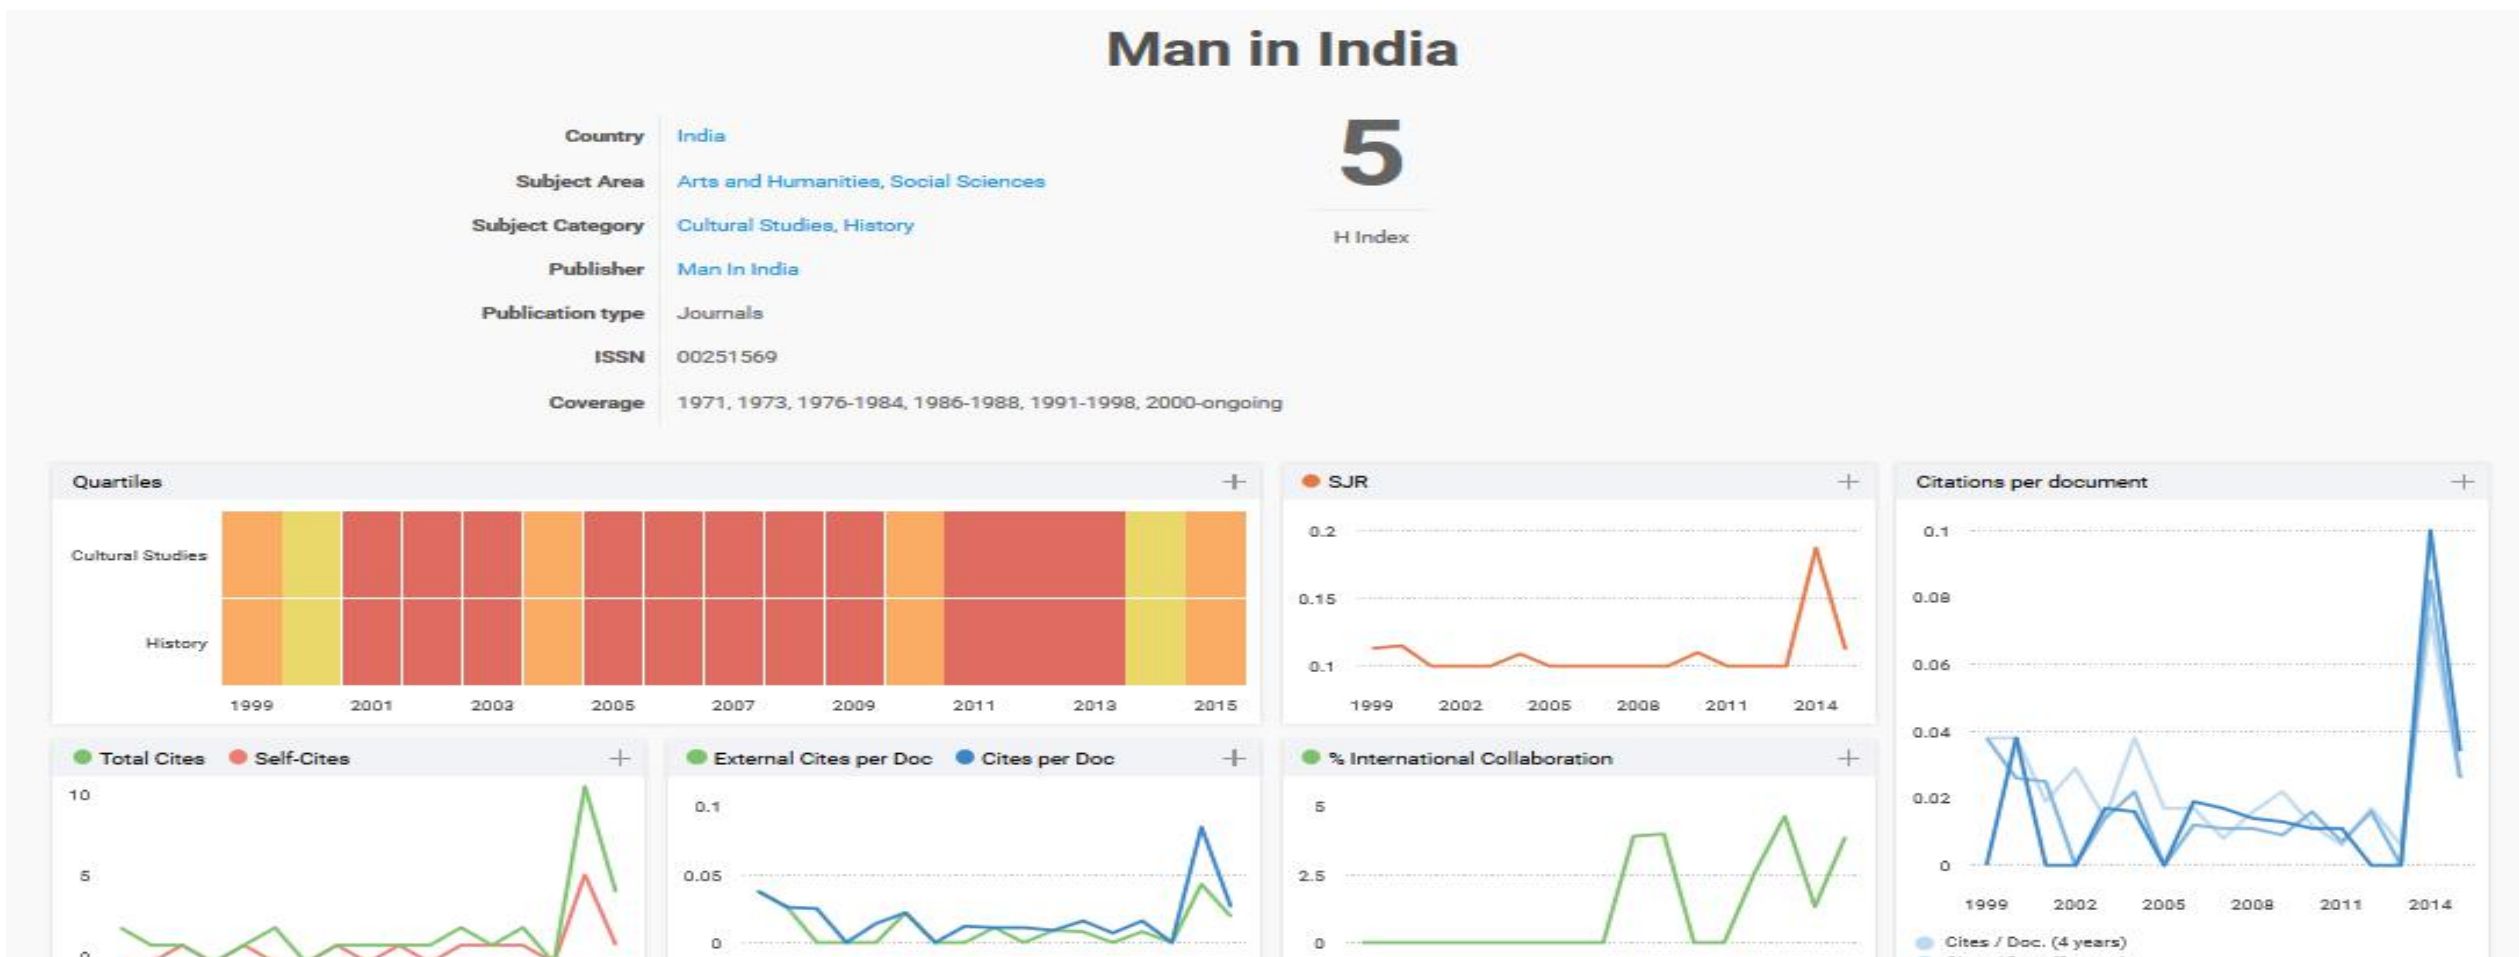 Man in India
Country India
Subject Area Arts and Humanities, Social Sciences
Subject Category Cultural Studies, History
Publisher Man In India
Publication type Journals
ISSN 00251569
Coverage 1971, 1973, 1976-1984, 1986-1988, 1991-1998, 2000-ongoing
5
H Index
Quartiles
Cultural Studies
History
1999 2001 2003 2005 2007 2009 2011 2013 2015
SJR
0.2
0.15
0.1
1999 2002 2005 2008 2011 2014
Citations per document
0.1
0.08
0.06
0.04
0.02
0
1999 2002 2005 2008 2011 2014
Cites / Doc. (4 years)
Total Cites Self-Cites
10
5
External Cites per Doc Cites per Doc
0.1
0.05
0
% International Collaboration
5
2.5
0